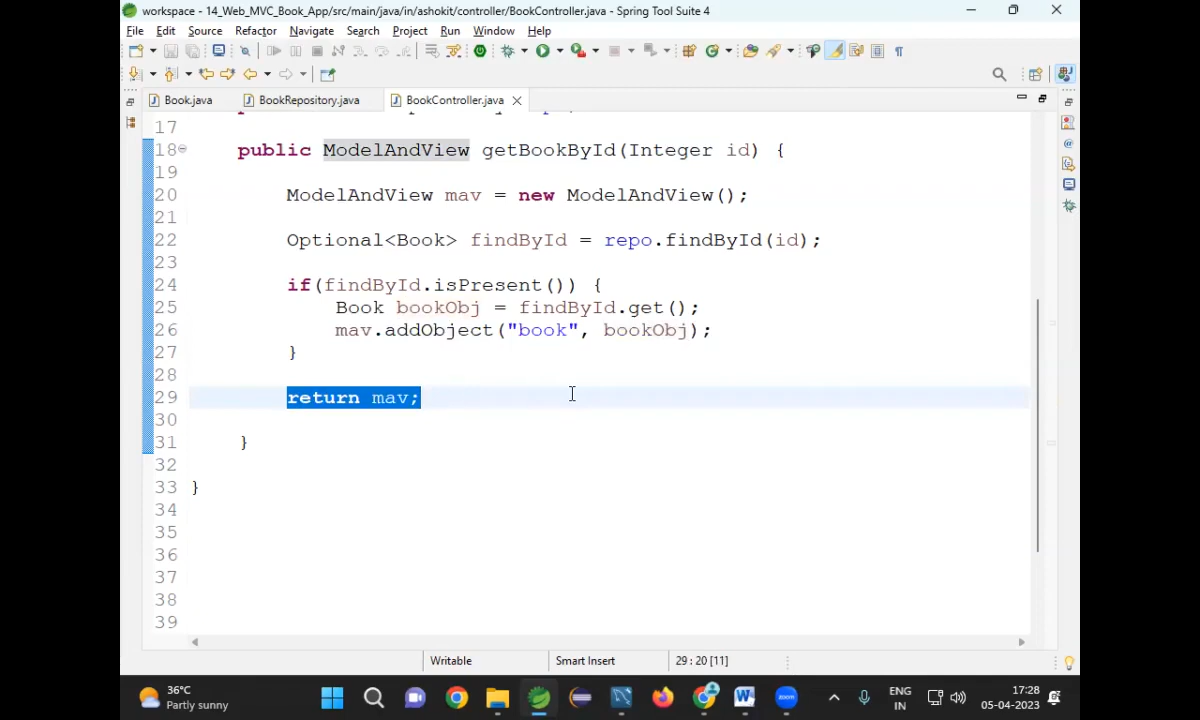 workspace - 14_Web_MVC_Book_App/src/main/java/in/ashokit/controller/BookController.java - Spring Tool Suite 4
File Edit Source Refactor Navigate Search Project Run Window Help
Book.java BookRepository.java BookController.java
17
18 public ModelAndView getBookById(Integer id) {
19
20 ModelAndView mav = new ModelAndView();
21
22 Optional<Book> findById = repo.findById(id);
23
24 if(findById.isPresent()) {
25 Book bookObj = findById.get();
26 mav.addObject("book", bookObj);
27 }
28
29 return mav;
30
31 }
32
33 }
34
35
36
37
38
39
Writable Smart Insert 29 : 20 [11]
36°C
Partly sunny
ENG
IN
17:28
05-04-2023
zoom